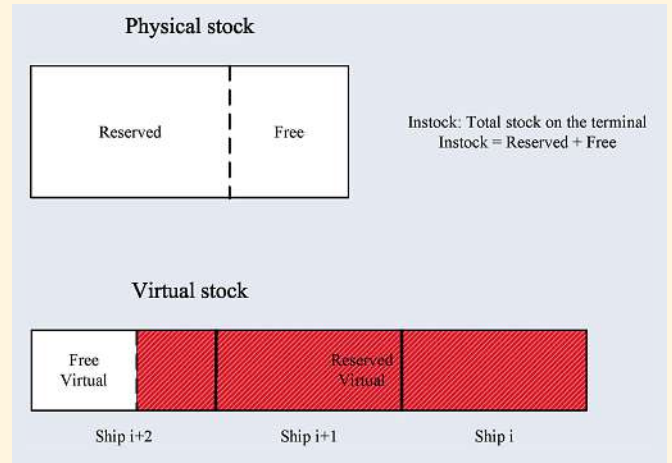 Physical stock
Reserved
Free
Instock: Total stock on the terminal
Instock = Reserved + Free
Virtual stock
Free
Virtual
Reserved
Virtual
Ship i+2
Ship i+1
Ship i